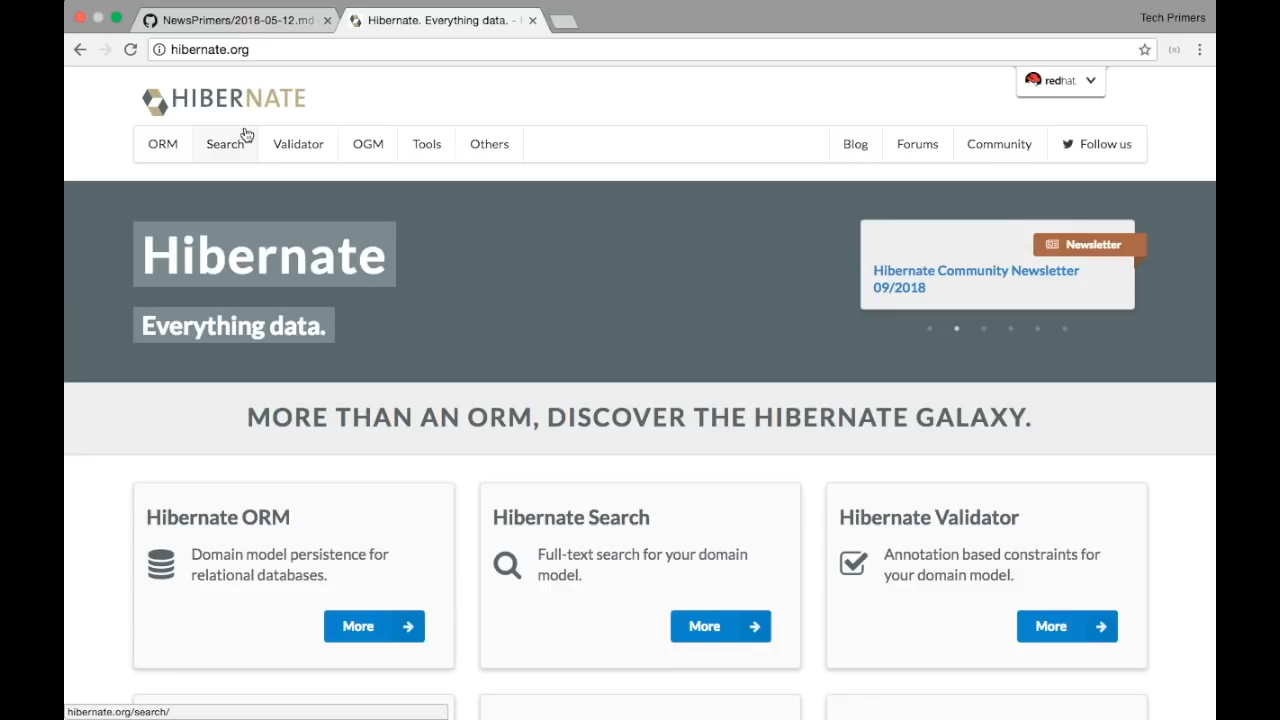 NewsPrimers/2018-05-12.md
Hibernate. Everything data. -
Tech Primers
hibernate.org
HIBERNATE
redhat
ORM
Search
Validator
OGM
Tools
Others
Blog
Forums
Community
Follow us
Hibernate
Everything data.
Newsletter
Hibernate Community Newsletter
09/2018
MORE THAN AN ORM, DISCOVER THE HIBERNATE GALAXY.
Hibernate ORM
Domain model persistence for
relational databases.
More
Hibernate Search
Full-text search for your domain
model.
More
Hibernate Validator
Annotation based constraints for
your domain model.
More
hibernate.org/search/